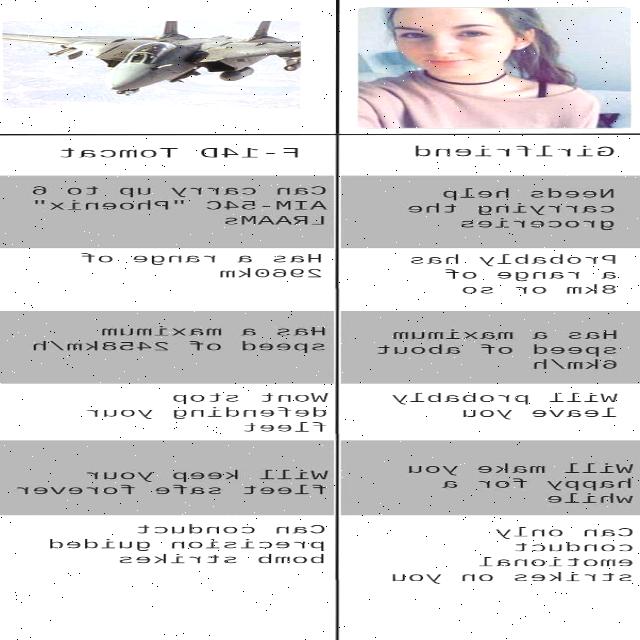 F-14D Tomcat
Can carry up to 6
AIM-54C "Phoenix"
LRAAMs
Has a range of
2960km
Has a maximum
speed of 2458km/h
Wont stop
defending your
fleet
Will keep your
fleet safe forever
Can conduct
precision guided
bomb strikes
Girlfriend
Needs help
carrying the
groceries
Probably has
a range of
8km or so
Has a maximum
speed of about
6km/h
Will probably
leave you
Will make you
happy for a
while
Can only
conduct
emotional
strikes on you